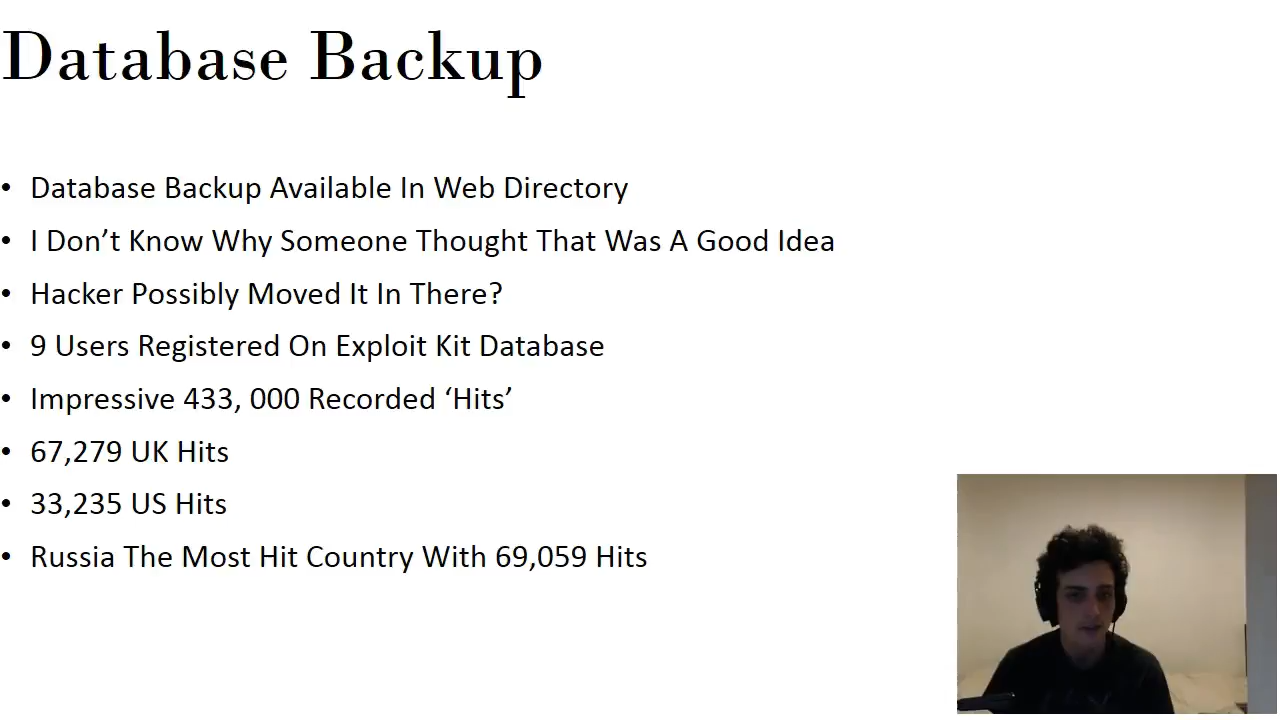 Database Backup
• Database Backup Available In Web Directory
• I Don’t Know Why Someone Thought That Was A Good Idea
• Hacker Possibly Moved It In There?
• 9 Users Registered On Exploit Kit Database
• Impressive 433, 000 Recorded ‘Hits’
• 67,279 UK Hits
• 33,235 US Hits
• Russia The Most Hit Country With 69,059 Hits